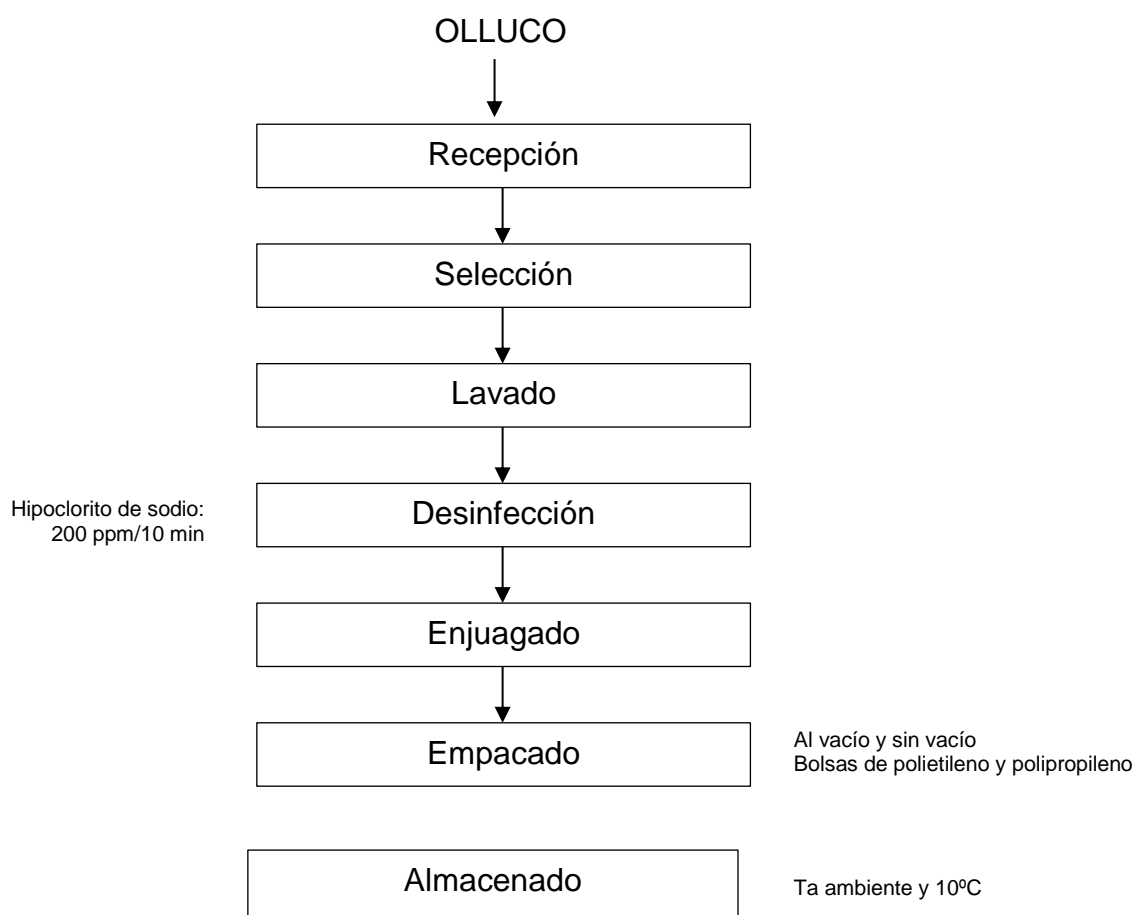 OLLUCO
Recepción
Selección
Lavado
Hipoclorito de sodio:
200 ppm/10 min
Desinfección
Enjuagado
Empacado
Al vacío y sin vacío
Bolsas de polietileno y polipropileno
Almacenado
Ta ambiente y 10ºC